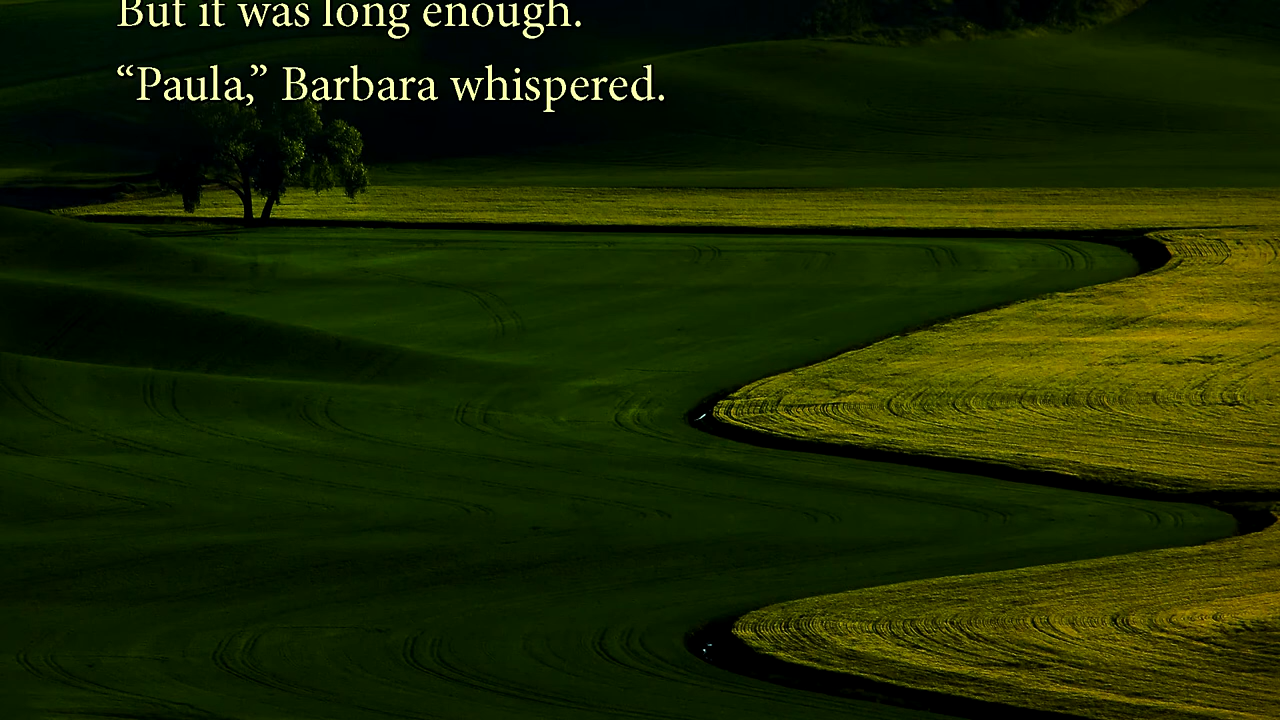 But it was long enough.
“Paula,” Barbara whispered.